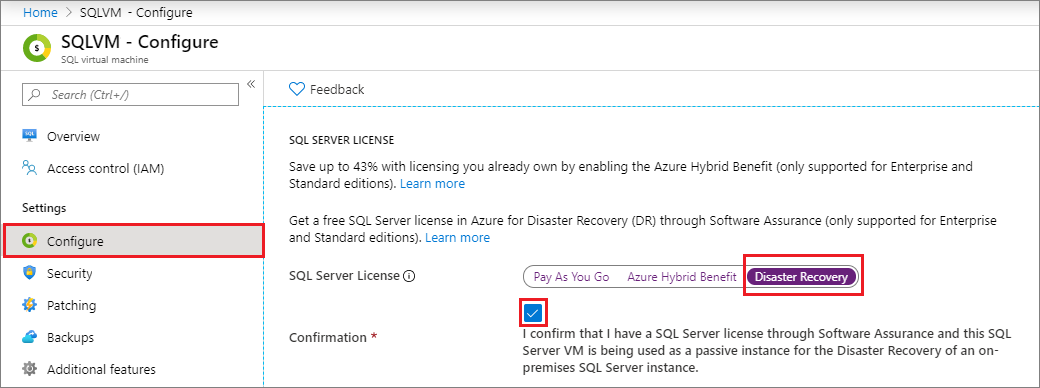 Home > SQLVM - Configure
SQLVM - Configure
SQL virtual machine
Search (Ctrl+/)
«
Feedback
SQL
Overview
Access control (IAM)
Settings
Configure
Security
Patching
Backups
Additional features
SQL SERVER LICENSE
Save up to 43% with licensing you already own by enabling the Azure Hybrid Benefit (only supported for Enterprise and
Standard editions). Learn more
Get a free SQL Server license in Azure for Disaster Recovery (DR) through Software Assurance (only supported for Enterprise
and Standard editions). Learn more
SQL Server License
Pay As You Go Azure Hybrid Benefit Disaster Recovery
Confirmation *
I confirm that I have a SQL Server license through Software Assurance and this SQL
Server VM is being used as a passive instance for the Disaster Recovery of an on-
premises SQL Server instance.